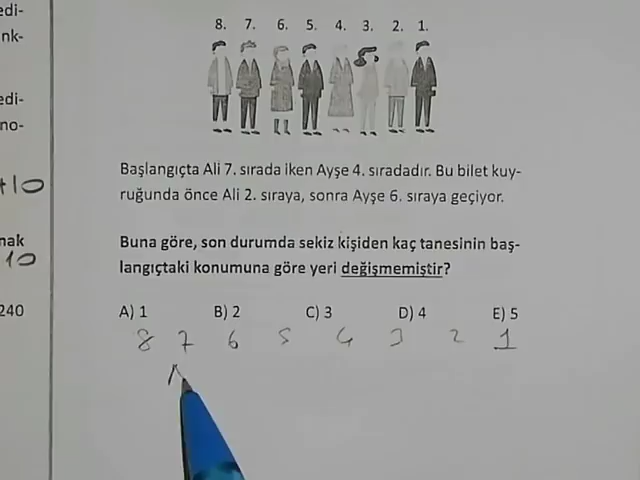 edi-
nk-
edi-
no-
+10
nak
10
240
8. 7. 6. 5. 4. 3. 2. 1.
Başlangıçta Ali 7. sırada iken Ayşe 4. sıradadır. Bu bilet kuy-
ruğunda önce Ali 2. sıraya, sonra Ayşe 6. sıraya geçiyor.
Buna göre, son durumda sekiz kişiden kaç tanesinin baş-
langıçtaki konumuna göre yeri değişmemiştir?
A) 1 B) 2 C) 3 D) 4 E) 5
8 7 6 5 4 3 2 1